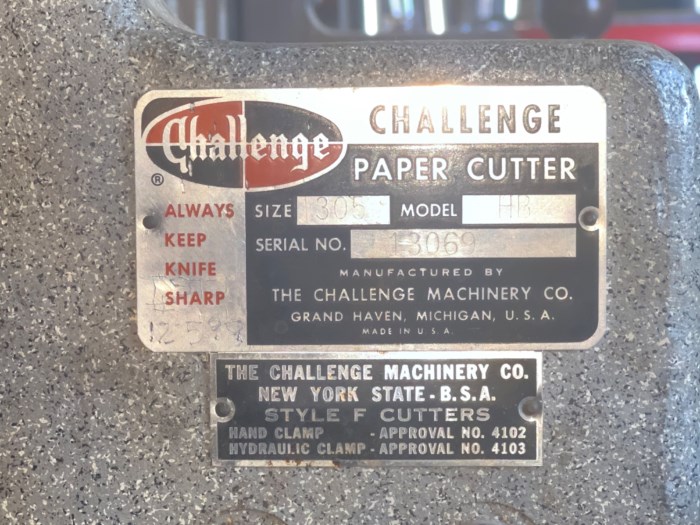 Challenge
®
CHALLENGE
PAPER CUTTER
ALWAYS
KEEP
KNIFE
SHARP
SIZE 305 MODEL HB
SERIAL NO. 13069
MANUFACTURED BY
THE CHALLENGE MACHINERY CO.
GRAND HAVEN, MICHIGAN, U. S. A.
MADE IN U. S. A.
THE CHALLENGE MACHINERY CO.
NEW YORK STATE - B.S.A.
STYLE F CUTTERS
HAND CLAMP - APPROVAL NO. 4102
HYDRAULIC CLAMP - APPROVAL NO. 4103